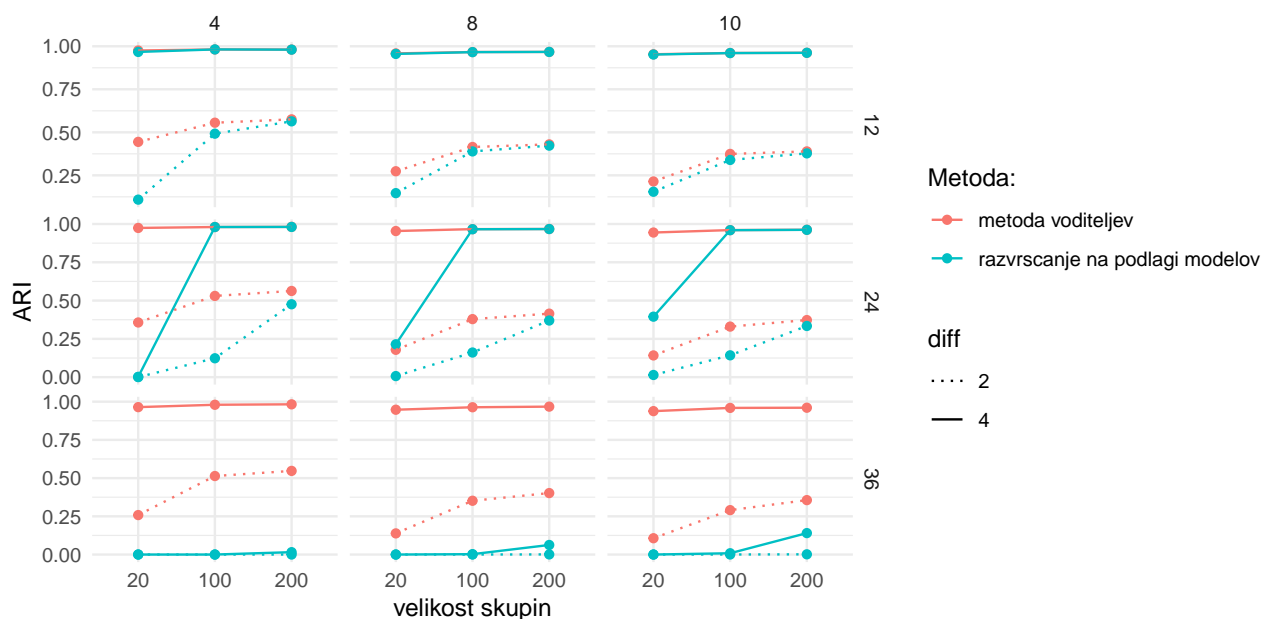 4 8 10
1.00
0.75
0.50
0.25
12
1.00
0.75
0.50
0.25
0.00
24
1.00
0.75
0.50
0.25
0.00
36
20 100 200 20 100 200 20 100 200
velikost skupin
ARI
Metoda:
metoda voditeljev
razvrscanje na podlagi modelov
diff
2
4